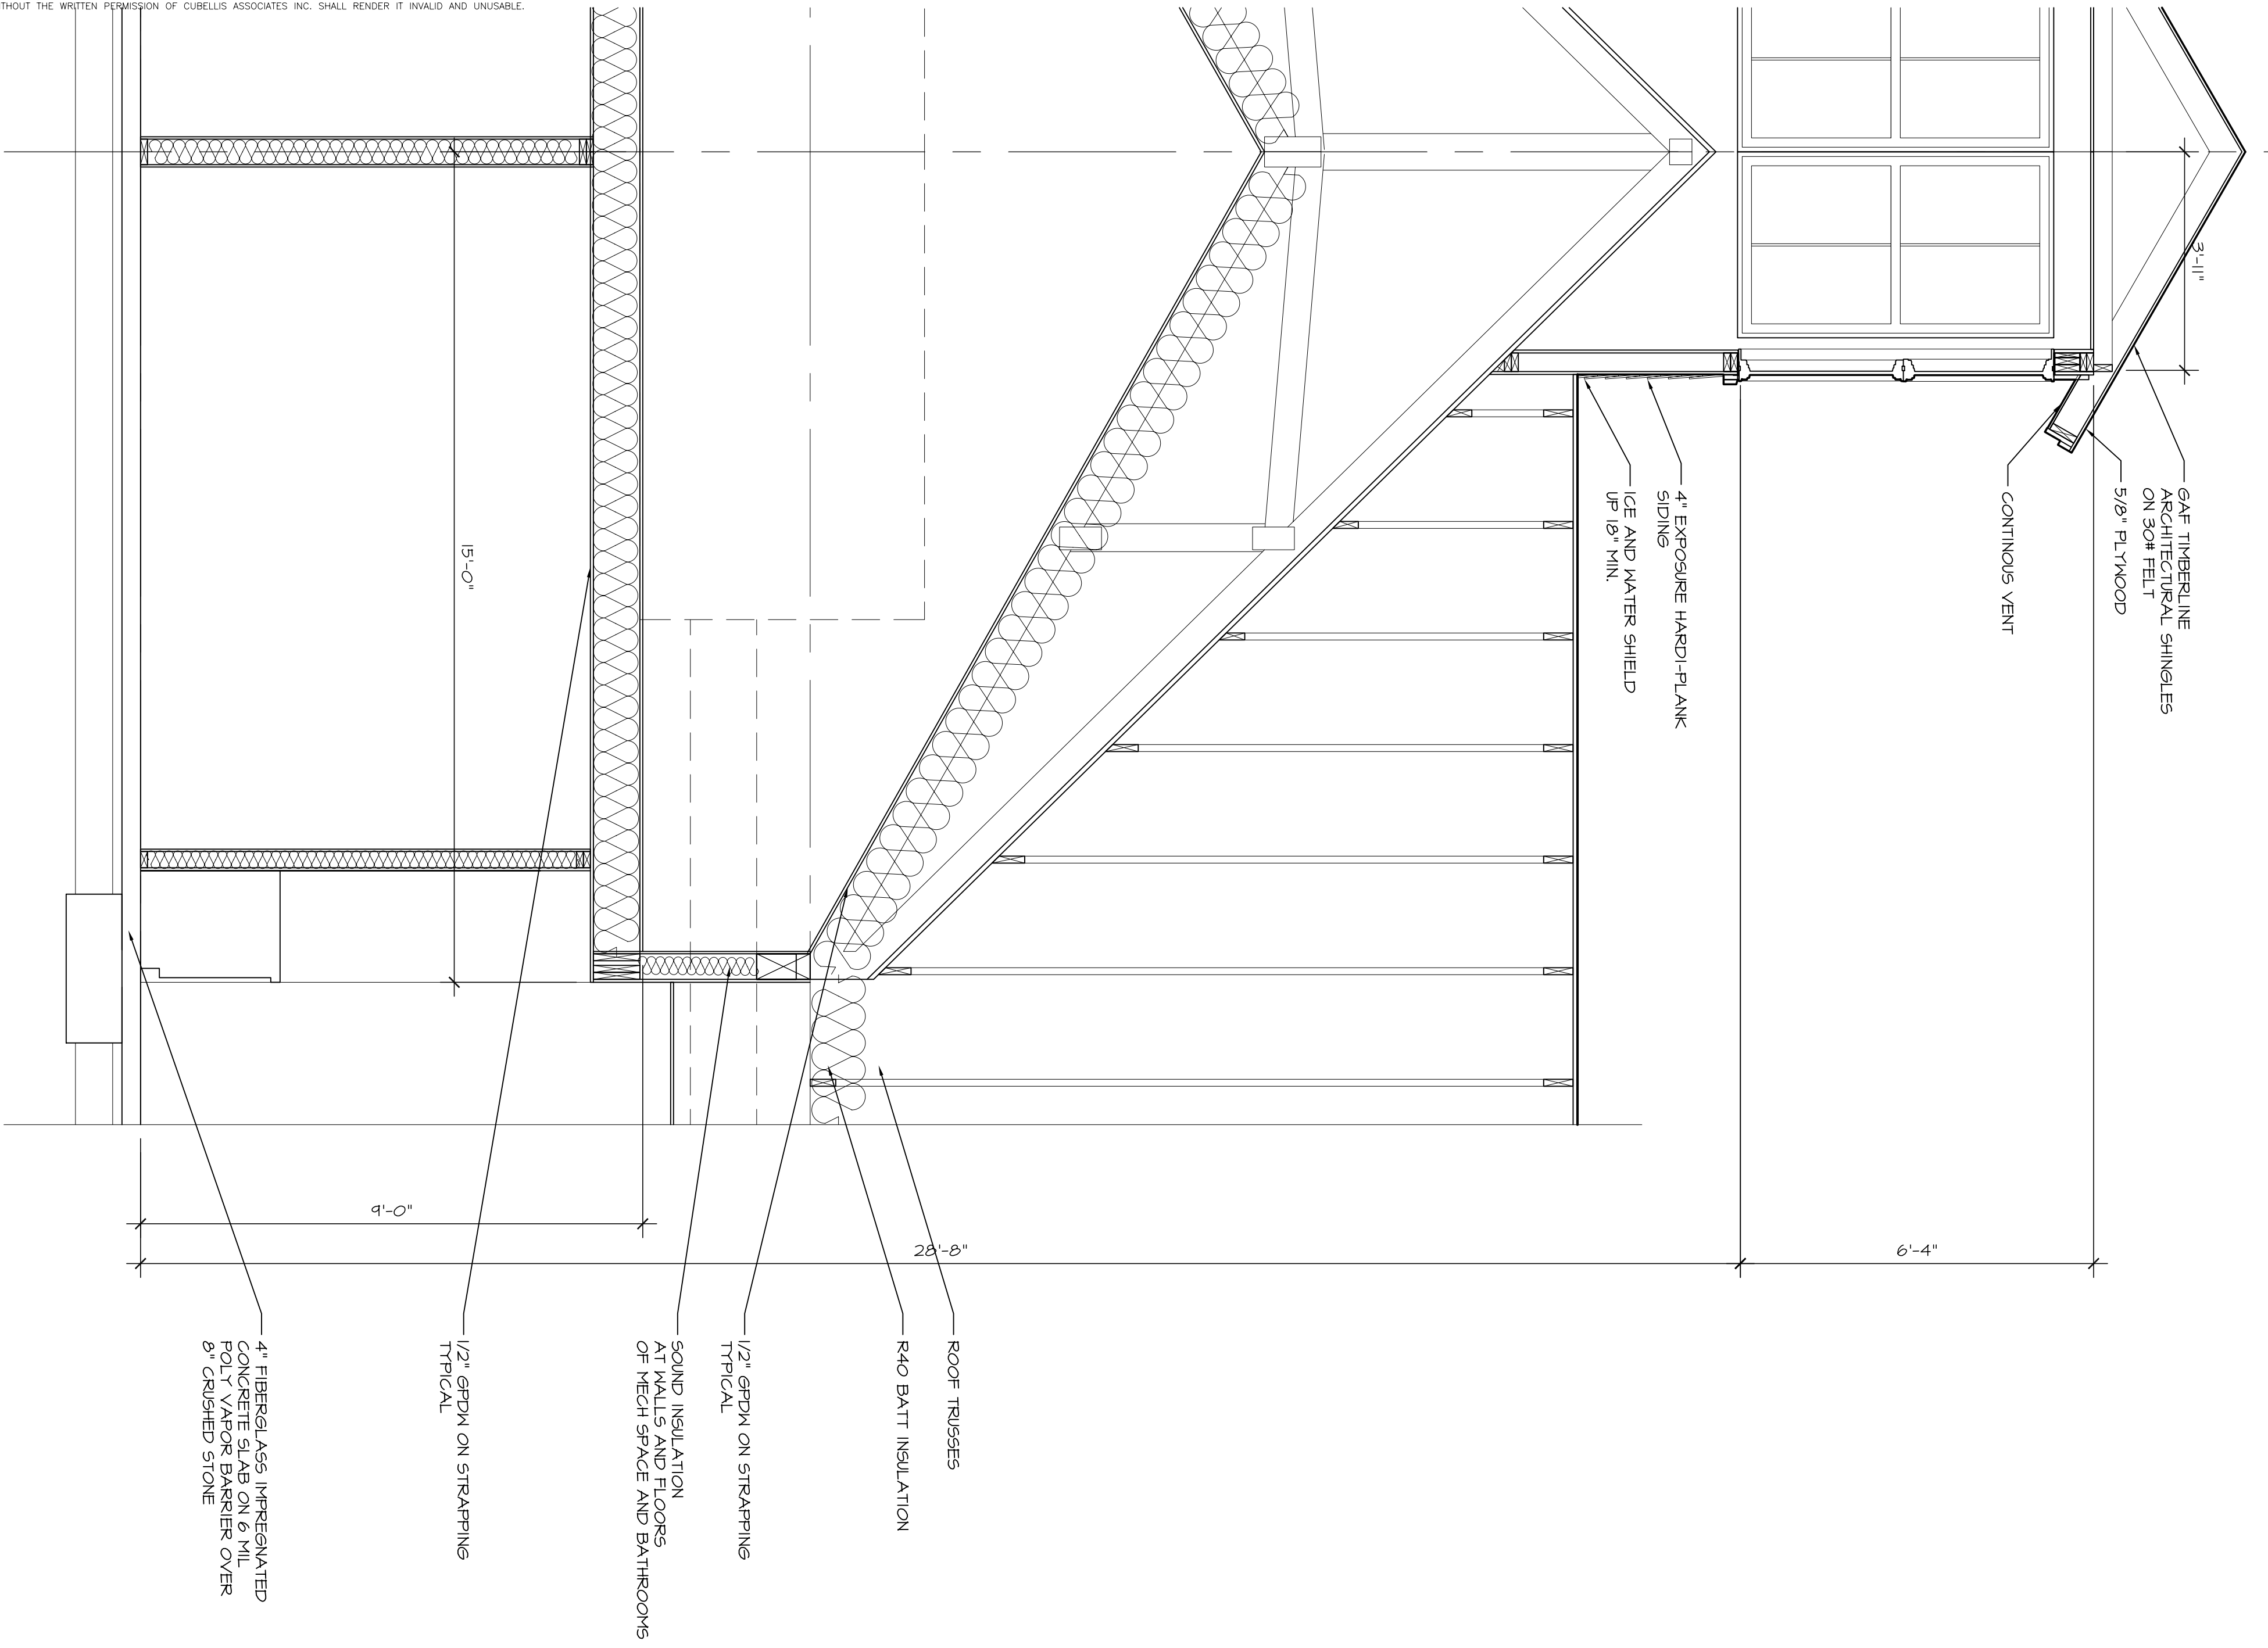 THOUT THE WRITTEN PERMISSION OF CUBELLIS ASSOCIATES INC. SHALL RENDER IT INVALID AND UNUSABLE.
3'-11"
GAF TIMBERLINE
ARCHITECTURAL SHINGLES
ON 30# FELT
5/8" PLYWOOD
CONTINOUS VENT
4" EXPOSURE HARDI-PLANK
SIDING
ICE AND WATER SHIELD
UP 18" MIN.
15'-0"
6'-4"
28'-8"
9'-0"
ROOF TRUSSES
R40 BATT INSULATION
1/2" GPDW ON STRAPPING
TYPICAL
SOUND INSULATION
AT WALLS AND FLOORS
OF MECH SPACE AND BATHROOMS
1/2" GPDW ON STRAPPING
TYPICAL
4" FIBERGLASS IMPREGNATED
CONCRETE SLAB ON 6 MIL
POLY VAPOR BARRIER OVER
8" CRUSHED STONE